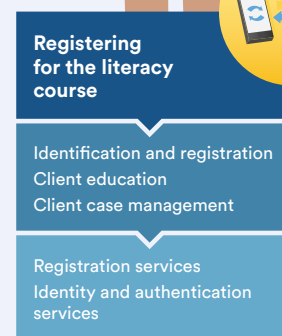 Registering
for the literacy
course
Identification and registration
Client education
Client case management
Registration services
Identity and authentication
services